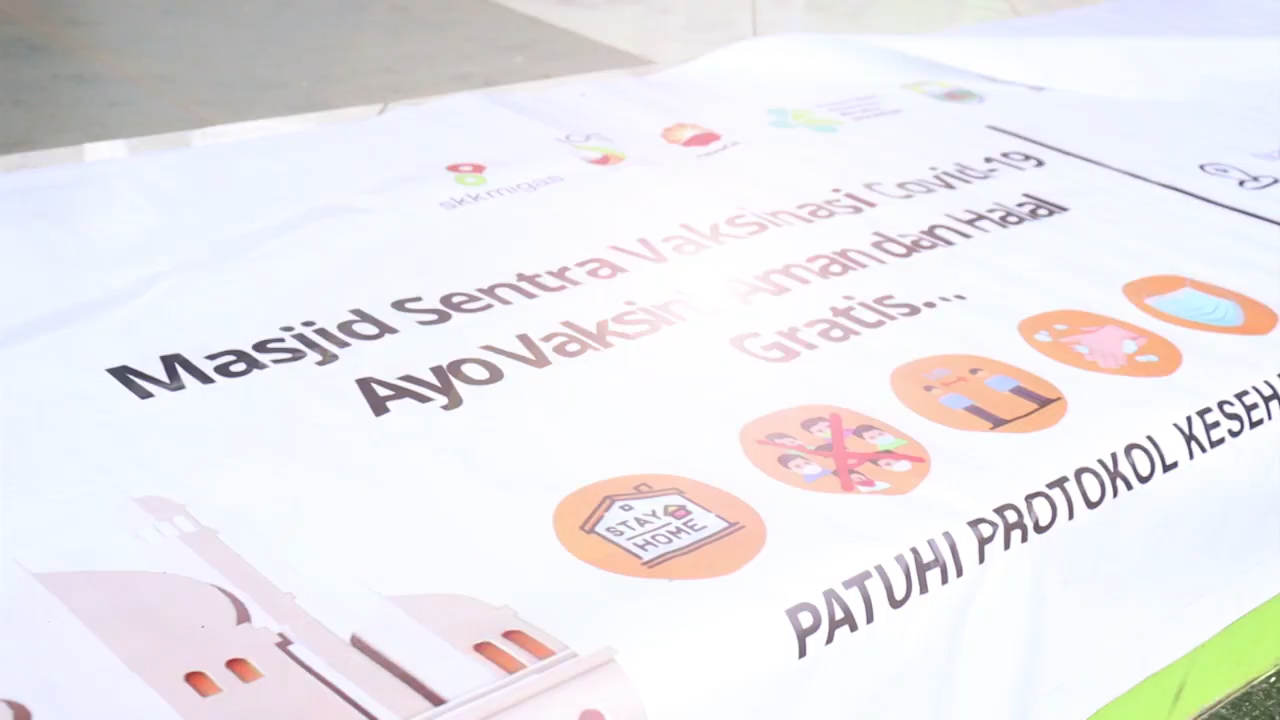 skkmigas
Masjid Sentra Vaksinasi Covid-19
Ayo Vaksin! Aman dan Halal
Gratis...
STAY
HOME
PATUHI PROTOKOL KESEH